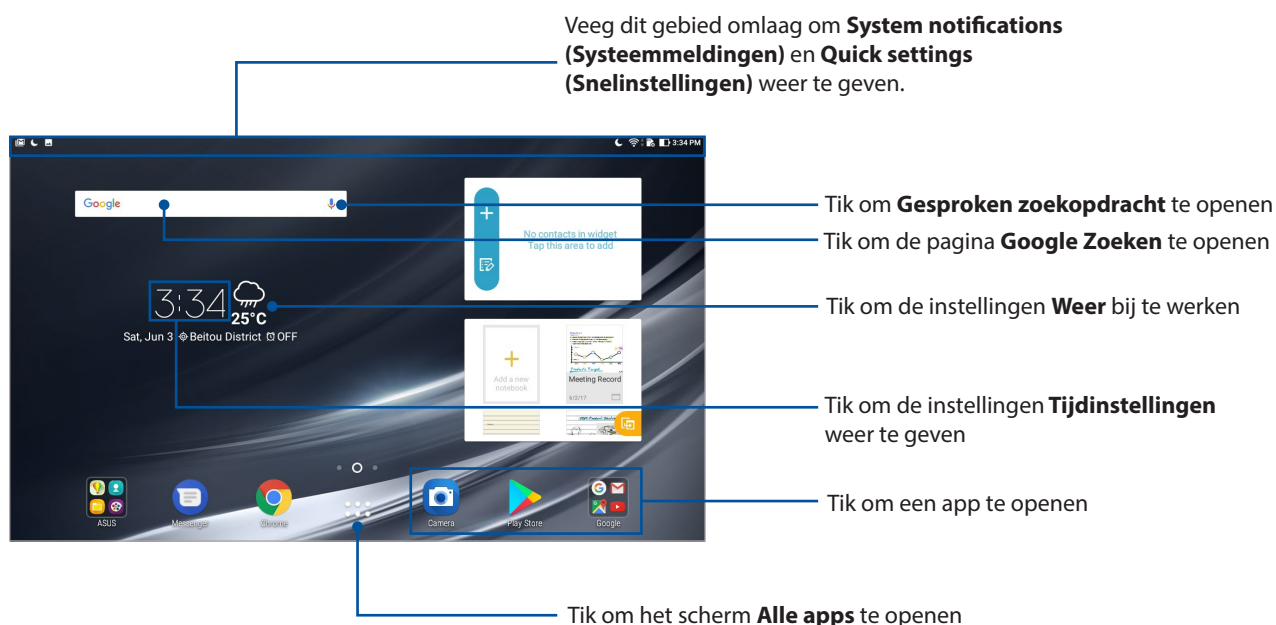 Veeg dit gebied omlaag om System notifications
(Systeemmeldingen) en Quick settings
(Snelinstellingen) weer te geven.
3:34 PM
Google
No contacts in widget
Tap this area to add
Tik om Gesproken zoekopdracht te openen
Tik om de pagina Google Zoeken te openen
3:34
25°C
Sat, Jun 3 Beitou District OFF
Tik om de instellingen Weer bij te werken
Add a new
notebook
Meeting Record
6/2/17
Tik om de instellingen Tijdinstellingen
weer te geven
ASUS
Messenger
Chrome
Camera
Play Store
Google
Tik om een app te openen
Tik om het scherm Alle apps te openen